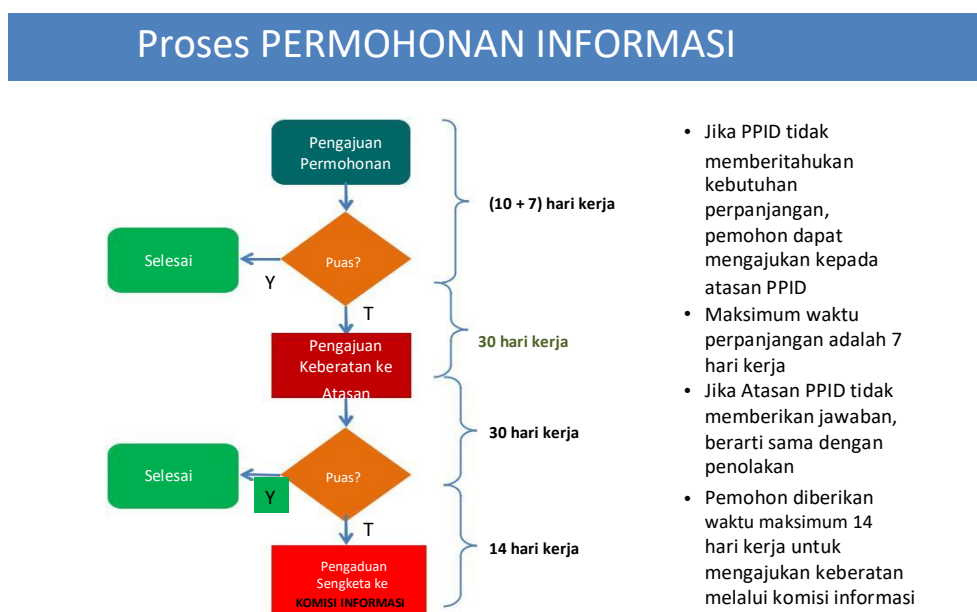 Proses PERMOHONAN INFORMASI
Pengajuan
Permohonan
(10 + 7) hari kerja
Selesai
Puas?
Y
T
30 hari kerja
Pengajuan
Keberatan ke
Atasan
30 hari kerja
Selesai
Puas?
Y
T
14 hari kerja
Pengaduan
Sengketa ke
KOMISI INFORMASI
• Jika PPID tidak
memberitahukan
kebutuhan
perpanjangan,
pemohon dapat
mengajukan kepada
atasan PPID
• Maksimum waktu
perpanjangan adalah 7
hari kerja
• Jika Atasan PPID tidak
memberikan jawaban,
berarti sama dengan
penolakan
• Pemohon diberikan
waktu maksimum 14
hari kerja untuk
mengajukan keberatan
melalui komisi informasi